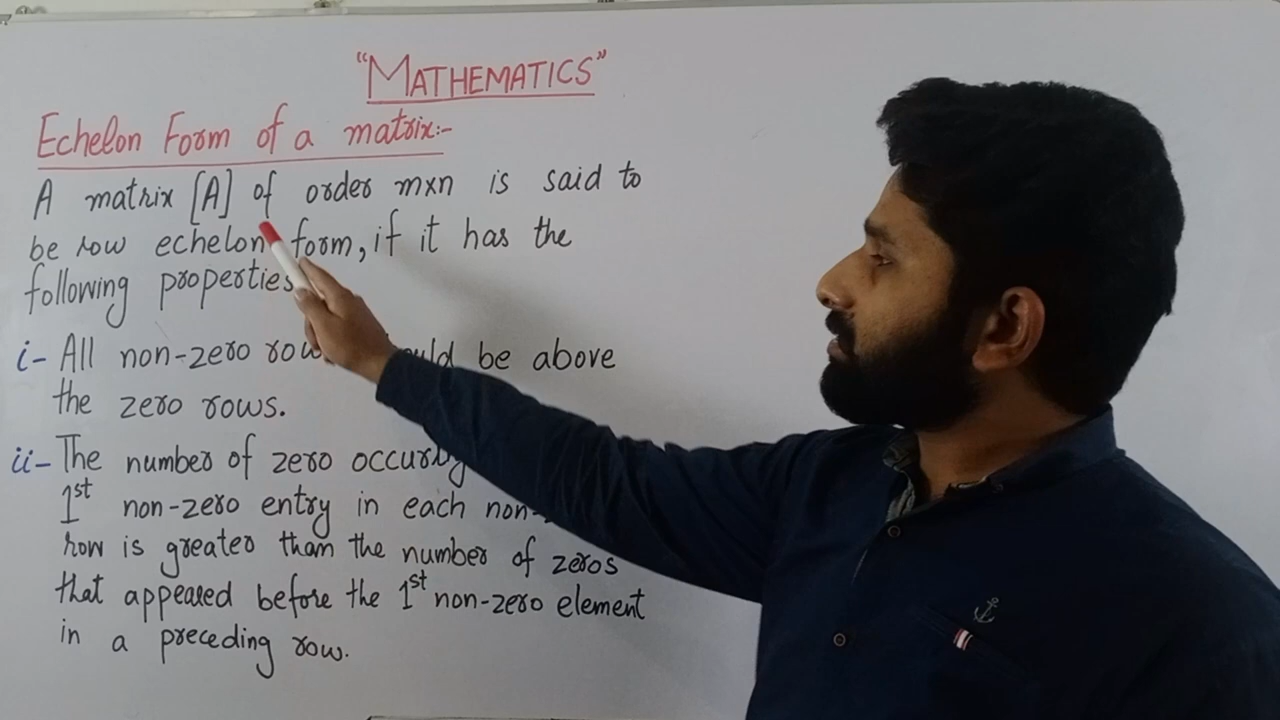 "MATHEMATICS"
Echelon Form of a matrix:-
A matrix [A] of order mxn is said to
be row echelon form, if it has the
following properties
i- All non-zero be above
the zero rows.
ii- The number of zero
1st non-zero entry in each
row is greater than the number of zeros
that appeared before the 1st non-zero element
in a preceding row.